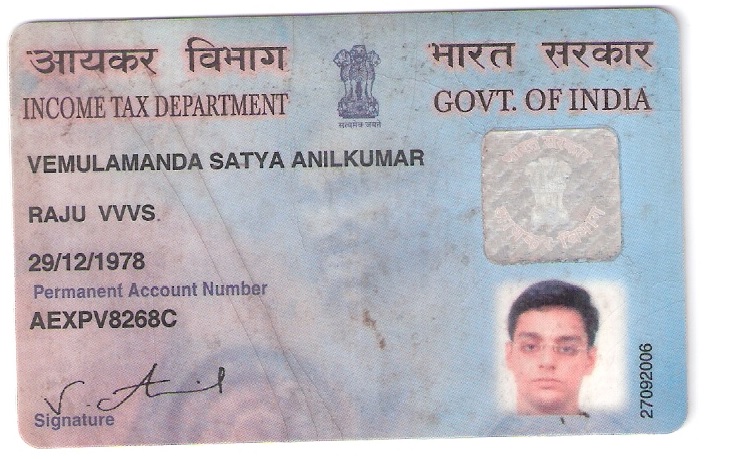 आयकर विभाग
भारत सरकार
INCOME TAX DEPARTMENT
GOVT. OF INDIA
सत्यमेव जयते
VEMULAMANDA SATYA ANILKUMAR
RAJU VVVS.
29/12/1978
Permanent Account Number
AEXPV8268C
V. Anil
Signature
27092006